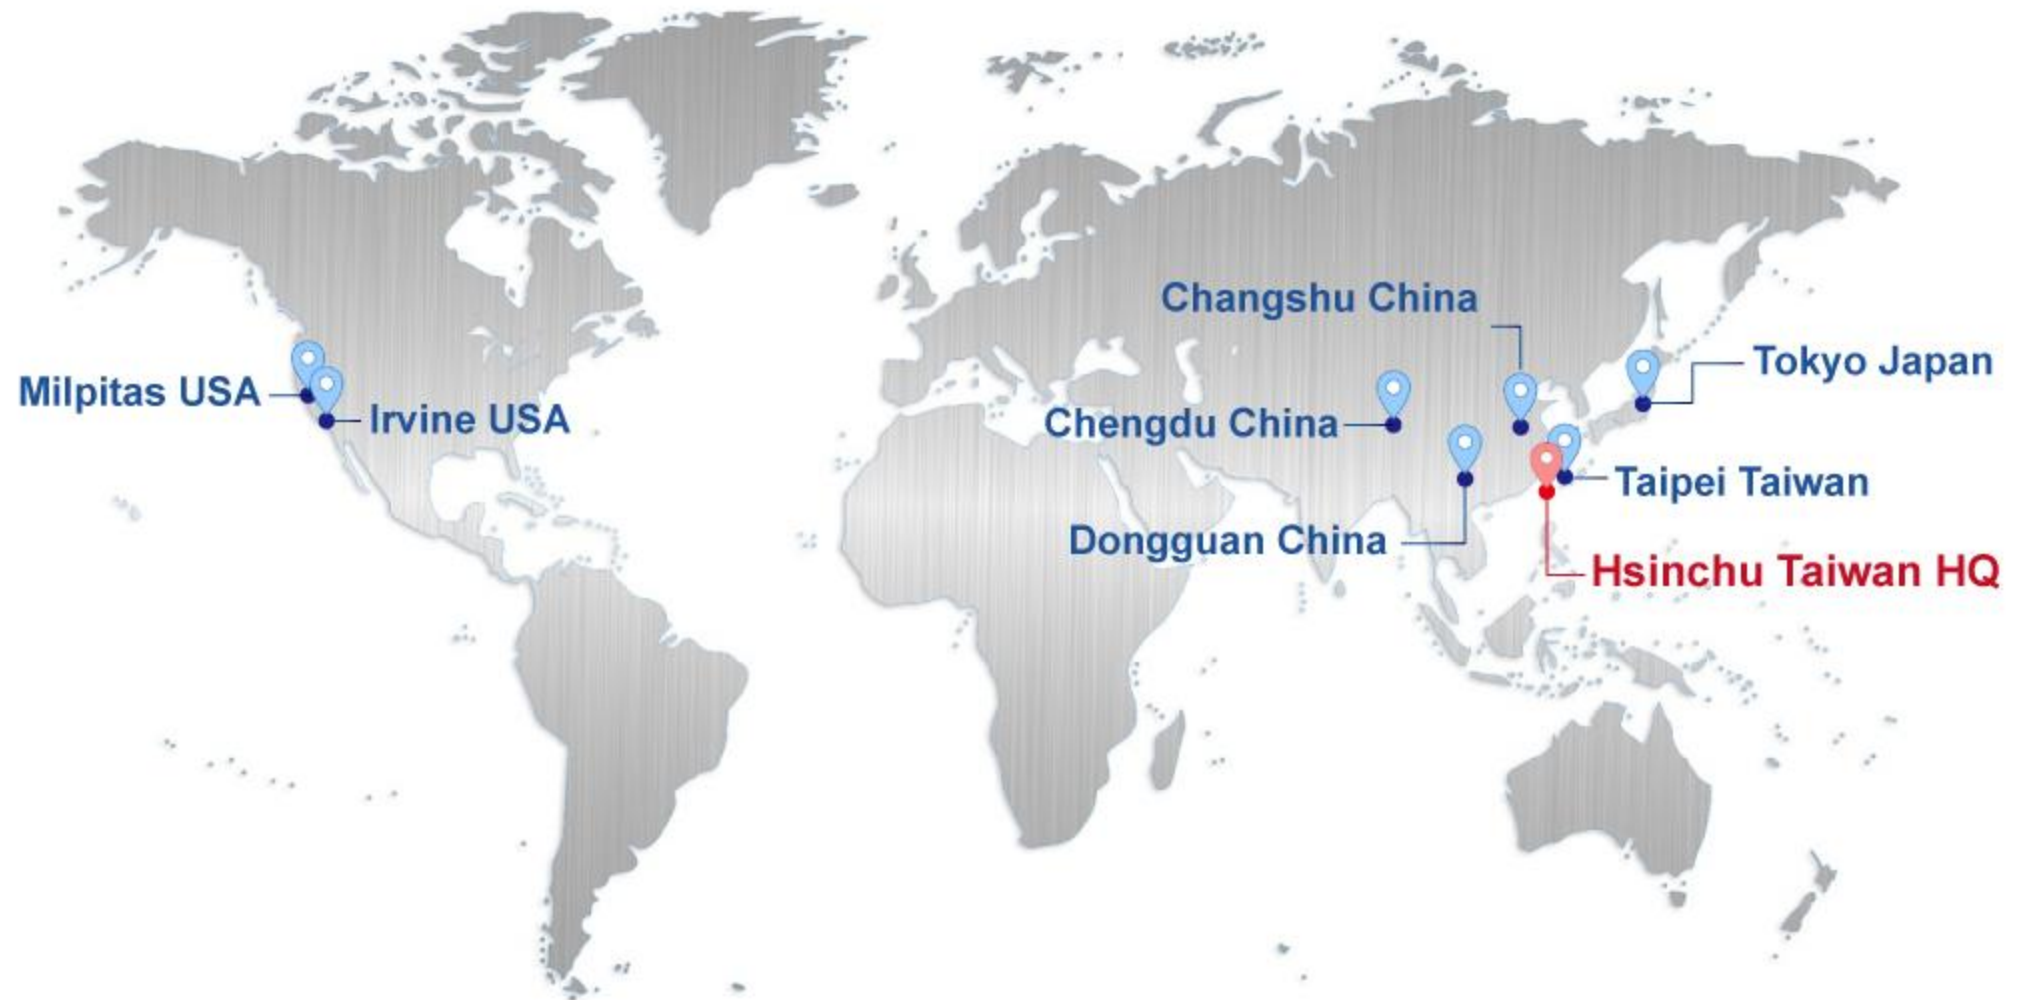 Changshu China
Tokyo Japan
Milpitas USA
Irvine USA
Chengdu China
Taipei Taiwan
Dongguan China
Hsinchu Taiwan HQ